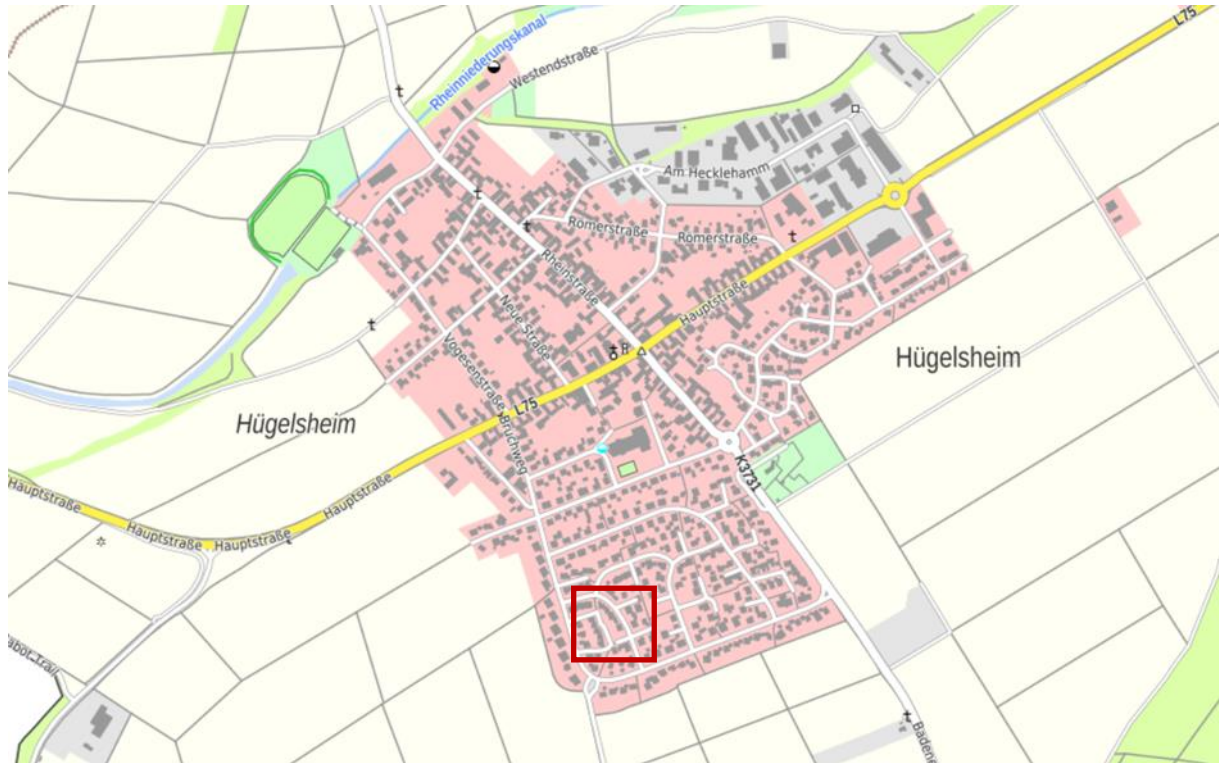 L75
Rheinniederungskanal
Westendstraße
Am Hecklehamm
Römerstraße
Römerstraße
Rheinstraße
Hauptstraße
Neue Straße
Vogesenstraße
Hügelsheim
Hügelsheim
L75
Bruchweg
K3731
Hauptstraße
Hauptstraße
Hauptstraße
Hauptstraße